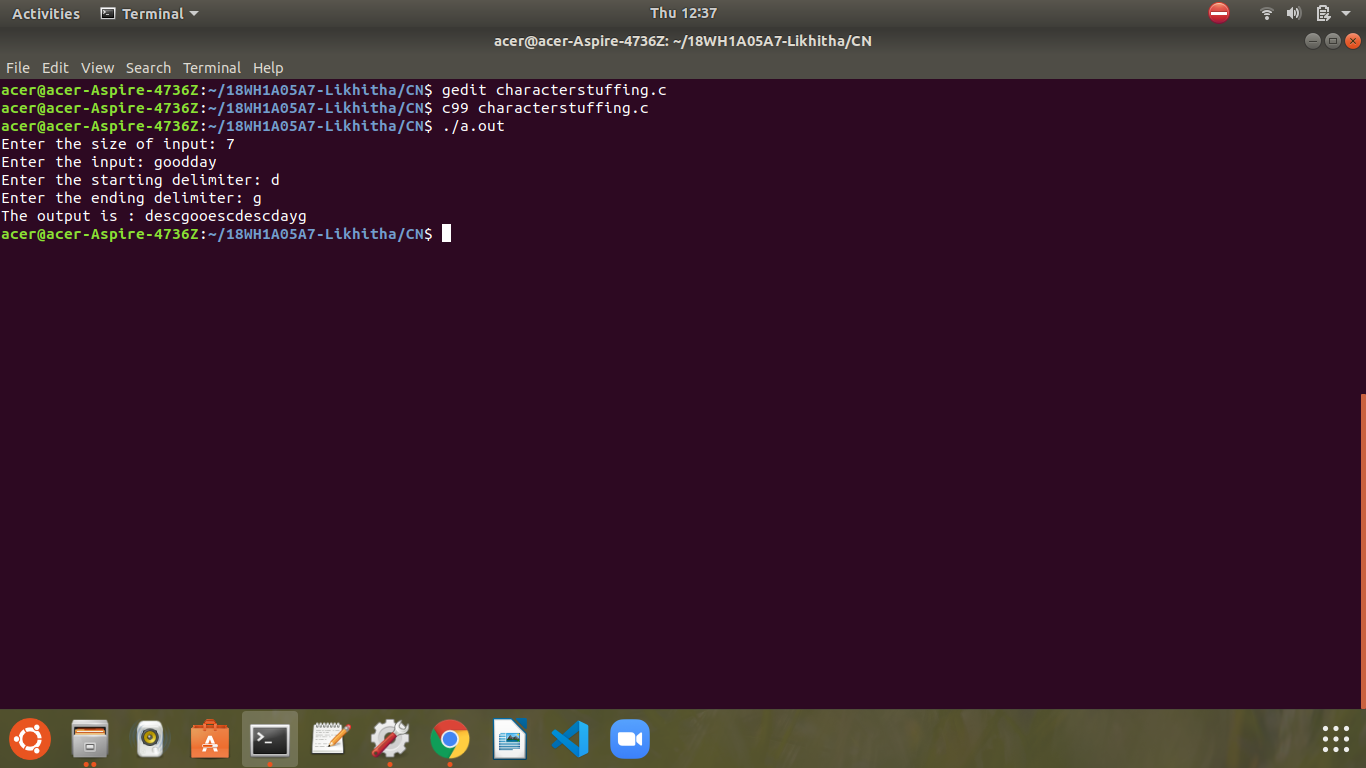 Activities Terminal Thu 12:37
acer@acer-Aspire-4736Z: ~/18WH1A05A7-Likhitha/CN
File Edit View Search Terminal Help
acer@acer-Aspire-4736Z:~/18WH1A05A7-Likhitha/CN$ gedit characterstuffing.c
acer@acer-Aspire-4736Z:~/18WH1A05A7-Likhitha/CN$ c99 characterstuffing.c
acer@acer-Aspire-4736Z:~/18WH1A05A7-Likhitha/CN$ ./a.out
Enter the size of input: 7
Enter the input: goodday
Enter the starting delimiter: d
Enter the ending delimiter: g
The output is : descgooescdescdayg
acer@acer-Aspire-4736Z:~/18WH1A05A7-Likhitha/CN$